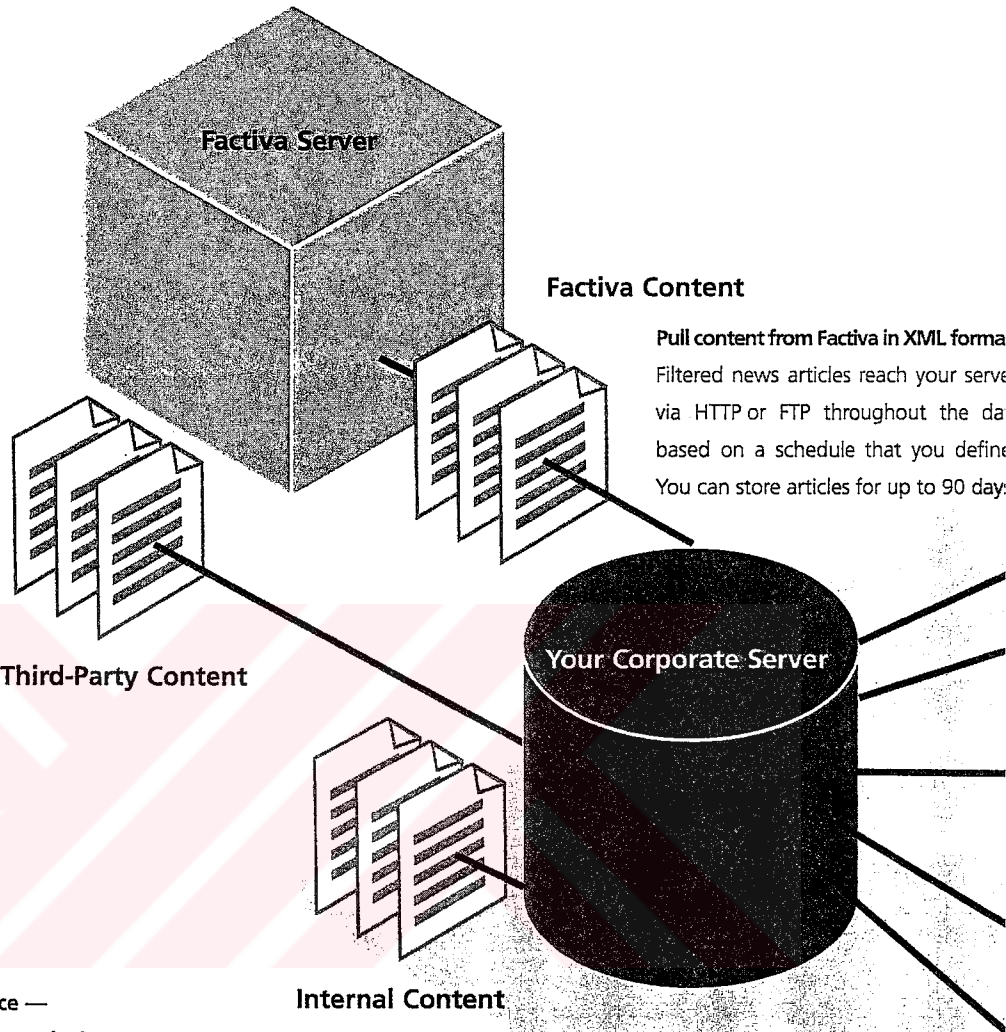 Factiva Server
Factiva Content
Pull content from Factiva in XML forma
Filtered news articles reach your serve
via HTTP or FTP throughout the da
based on a schedule that you define
You can store articles for up to 90 days
Third-Party Content
Your Corporate Server
Internal Content
ce —